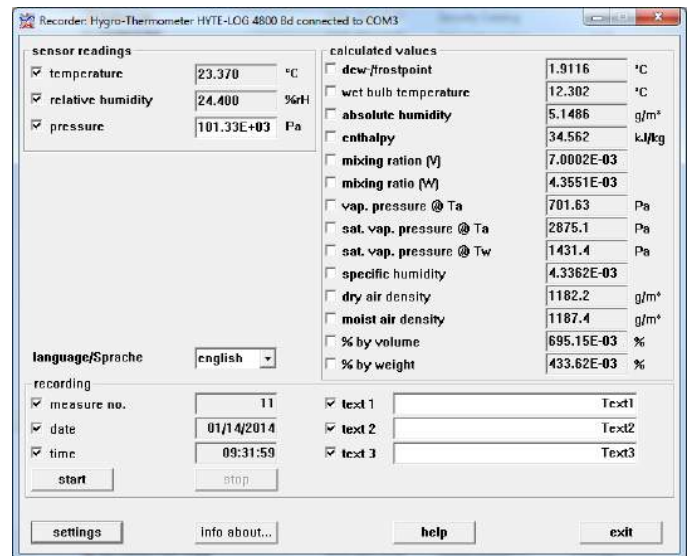 Recorder: Hygro-Thermometer HYTE-LOG 4800 Bd connected to COM3
sensor readings
temperature 23.370 °C
relative humidity 24.400 %rH
pressure 101.33E+03 Pa
calculated values
dew-/frostpoint 1.9116 °C
wet bulb temperature 12.302 °C
absolute humidity 5.1486 g/m³
enthalpy 34.562 kJ/kg
mixing ration (V) 7.0002E-03
mixing ratio (W) 4.3551E-03
vap. pressure @ Ta 701.63 Pa
sat. vap. pressure @ Ta 2875.1 Pa
sat. vap. pressure @ Tw 1431.4 Pa
specific humidity 4.3362E-03
dry air density 1182.2 g/m³
moist air density 1187.4 g/m³
% by volume 695.15E-03 %
% by weight 433.62E-03 %
language/Sprache english
recording
measure no. 11
date 01/14/2014
time 09:31:59
text 1 Text1
text 2 Text2
text 3 Text3
start stop
settings info about... help exit